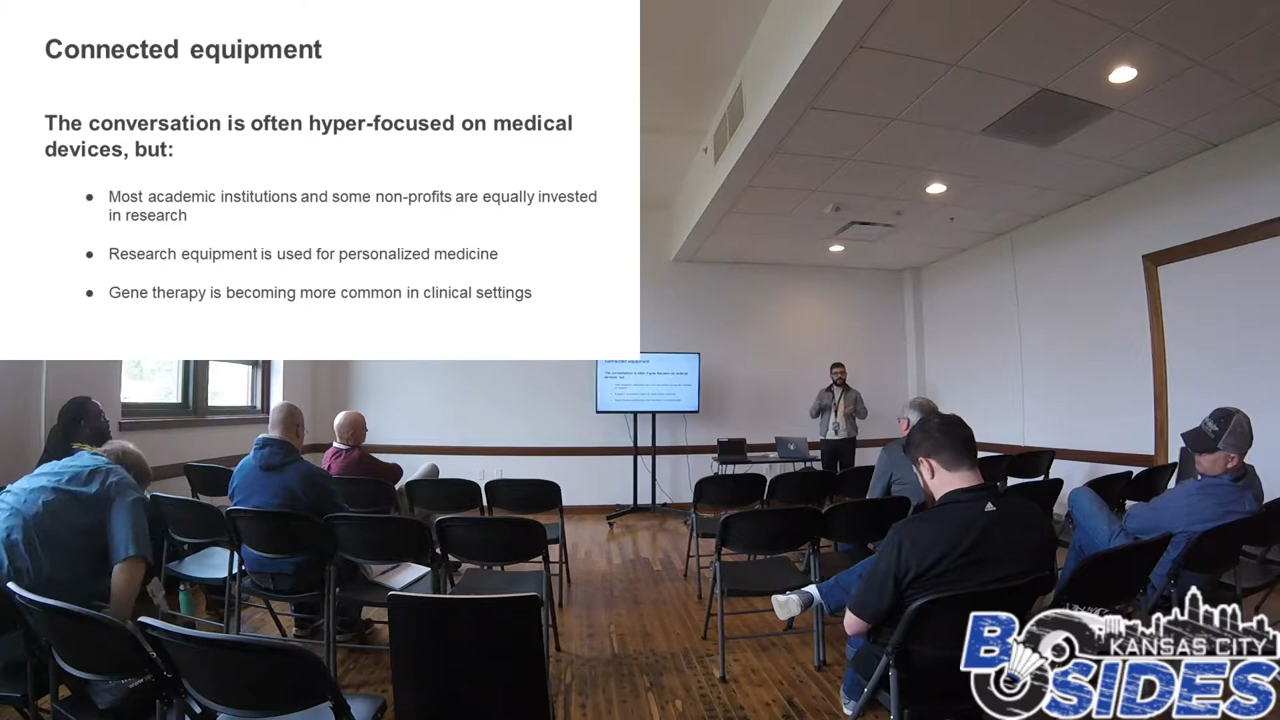 Connected equipment
The conversation is often hyper-focused on medical
devices, but:
● Most academic institutions and some non-profits are equally invested
in research
● Research equipment is used for personalized medicine
● Gene therapy is becoming more common in clinical settings
Connected equipment
KANSAS CITY
BSIDES